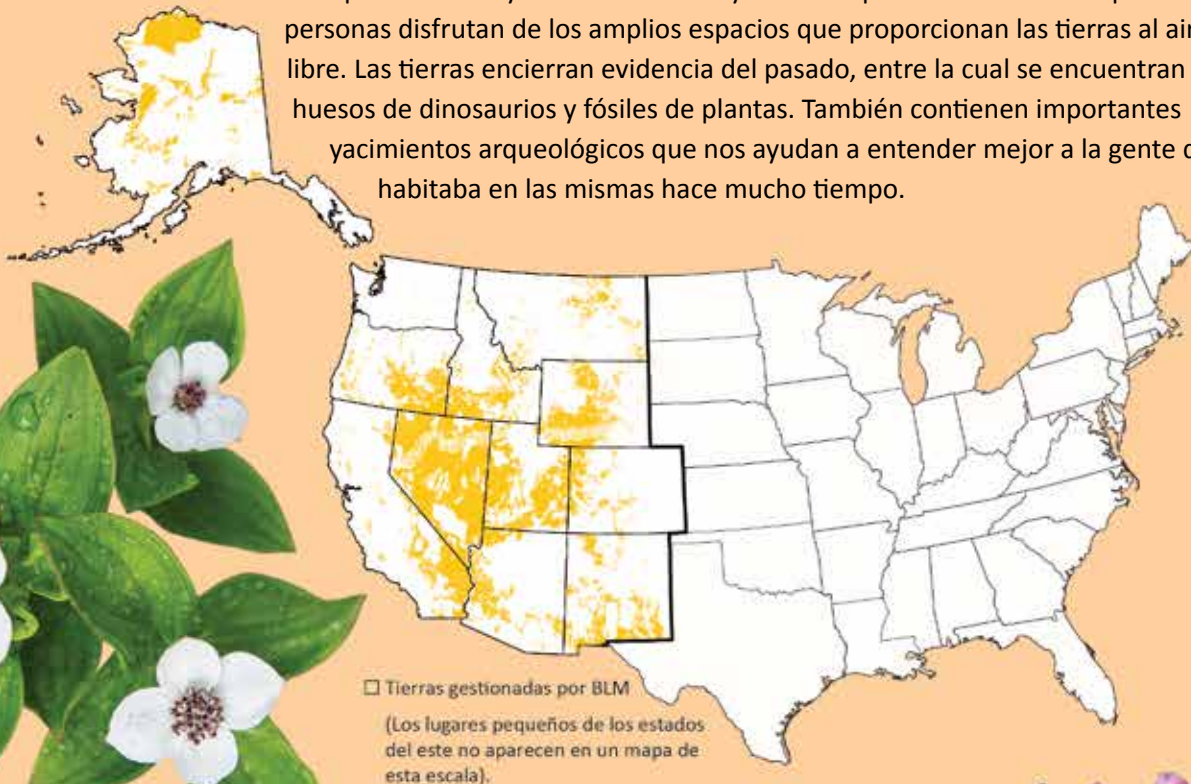 personas disfrutan de los amplios espacios que proporcionan las tierras al
libre. Las tierras encierran evidencia del pasado, entre la cual se encuentran
huesos de dinosaurios y fósiles de plantas. También contienen importantes
yacimientos arqueológicos que nos ayudan a entender mejor a la gente
habitaba en las mismas hace mucho tiempo.
Tierras gestionadas por BLM
(Los lugares pequeños de los estados
del este no aparecen en un mapa de
esta escala).